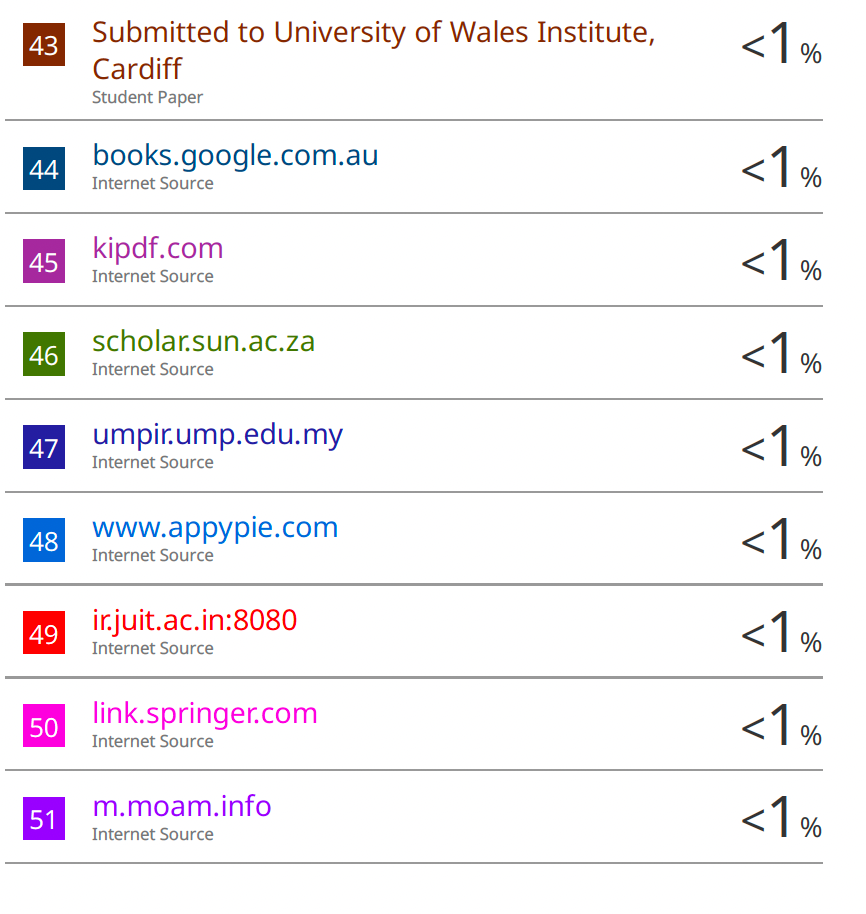 43 Submitted to University of Wales Institute, <1%
Cardiff
Student Paper
44 books.google.com.au <1%
Internet Source
45 kipdf.com <1%
Internet Source
46 scholar.sun.ac.za <1%
Internet Source
47 umpir.ump.edu.my <1%
Internet Source
48 www.appypie.com <1%
Internet Source
49 ir.juit.ac.in:8080 <1%
Internet Source
50 link.springer.com <1%
Internet Source
51 m.moam.info <1%
Internet Source